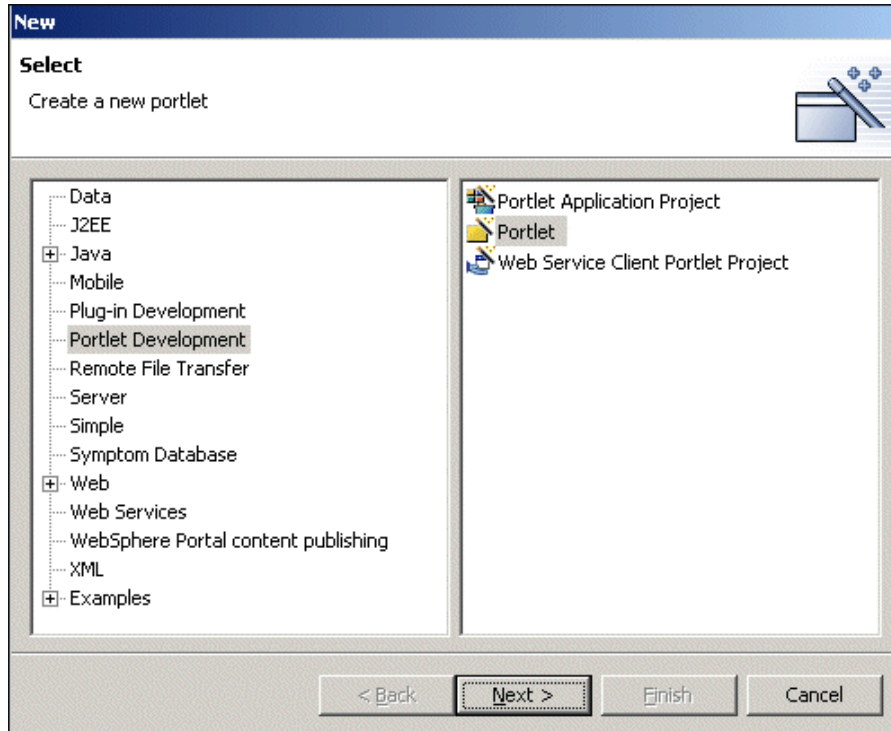 New
Select
Create a new portlet
Data
J2EE
Java
Mobile
Plug-in Development
Portlet Development
Remote File Transfer
Server
Simple
Symptom Database
Web
Web Services
WebSphere Portal content publishing
XML
Examples
Portlet Application Project
Portlet
Web Service Client Portlet Project
< Back
Next >
Finish
Cancel